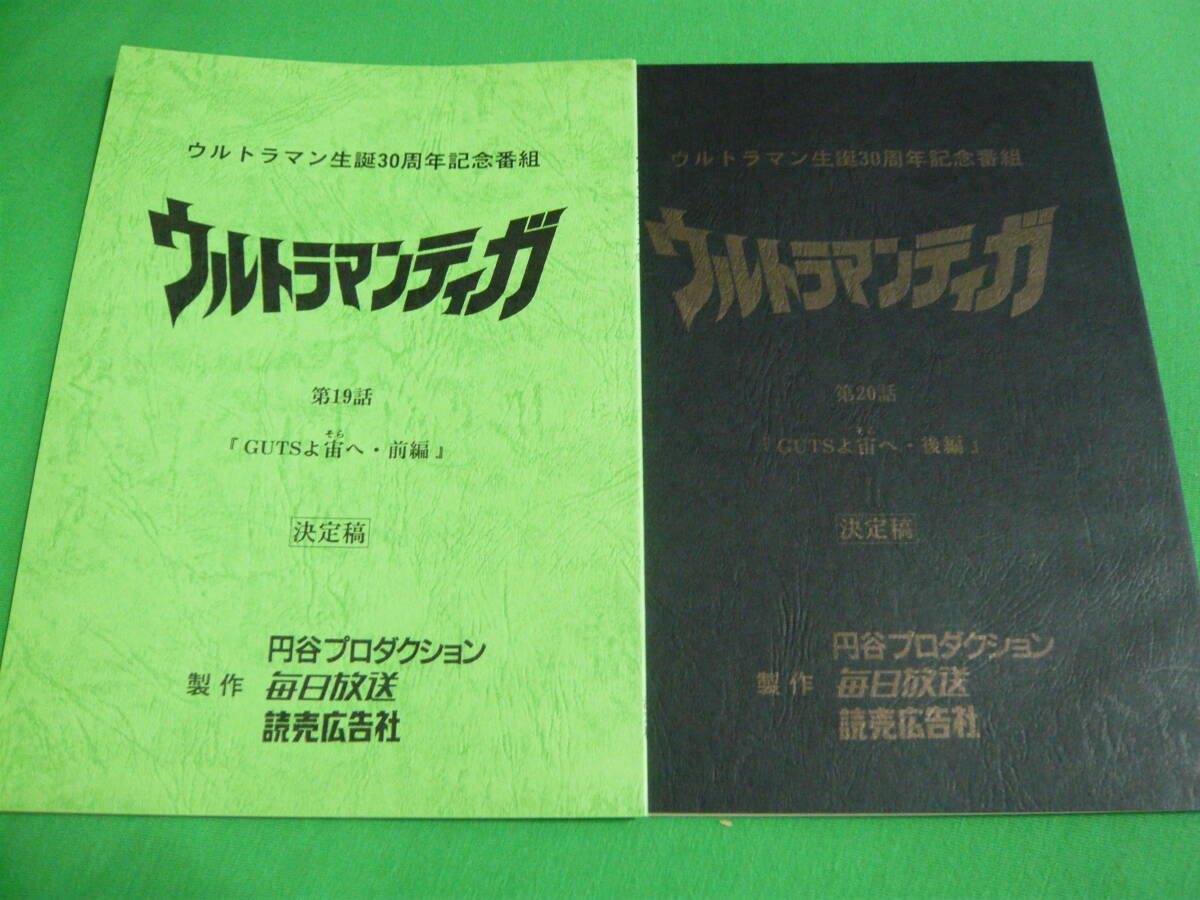 ウルトラマン生誕30周年記念番組
ウルトラマンティガ
第19話
そら
『GUTSよ宙へ・前編』
決定稿
製作
円谷プロダクション
毎日放送
読売広告社
ウルトラマン生誕30周年記念番組
ウルトラマンティガ
第20話
そら
『GUTSよ宙へ・後編』
決定稿
製作
円谷プロダクション
毎日放送
読売広告社